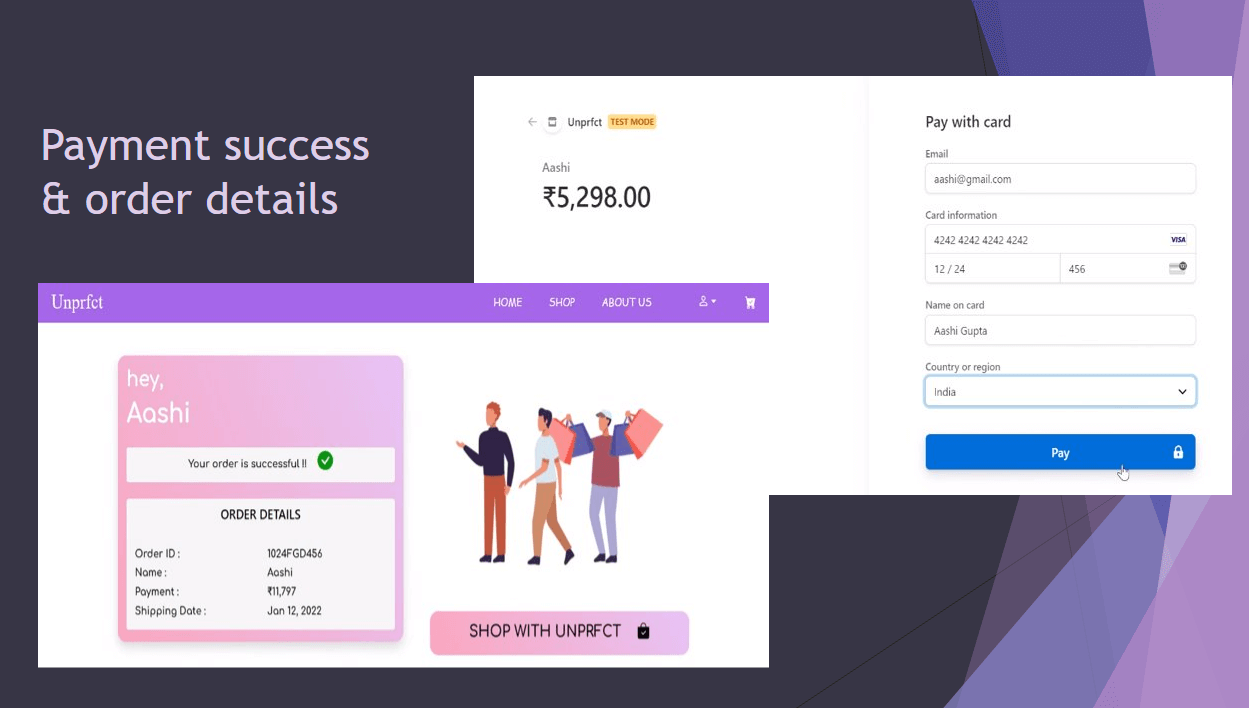 Payment success
& order details
Unprfct TEST MODE
Aashi
₹5,298.00
Pay with card
Email
aashi@gmail.com
Card information
4242 4242 4242 4242 VISA
12 / 24 456
Name on card
Aashi Gupta
Country or region
India
Pay
Unprfct HOME SHOP ABOUT US
hey,
Aashi
Your order is successful !!
ORDER DETAILS
Order ID : 1024FGD456
Name : Aashi
Payment : ₹11,797
Shipping Date : Jan 12, 2022
SHOP WITH UNPRFCT